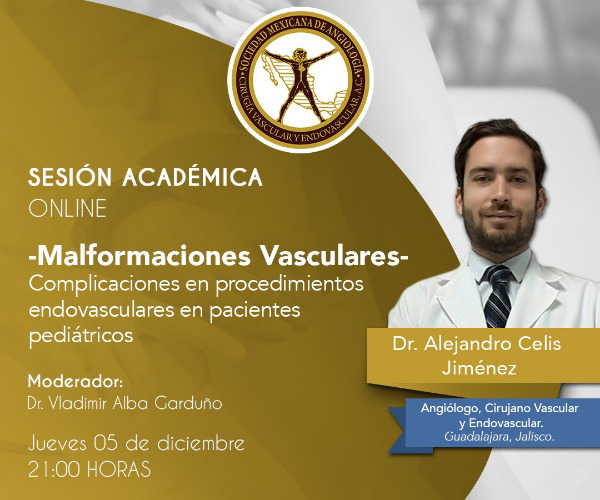 SOCIEDAD MEXICANA DE ANGIOLOGÍA,
CIRUGÍA VASCULAR Y ENDOVASCULAR, A.C.
SESIÓN ACADÉMICA
ONLINE
-Malformaciones Vasculares-
Complicaciones en procedimientos
endovasculares en pacientes
pediátricos
Moderador:
Dr. Vladimir Alba Garduño
Jueves 05 de diciembre
21:00 HORAS
Dr. Alejandro Celis
Jiménez
Angiólogo, Cirujano Vascular
y Endovascular.
Guadalajara, Jalisco.